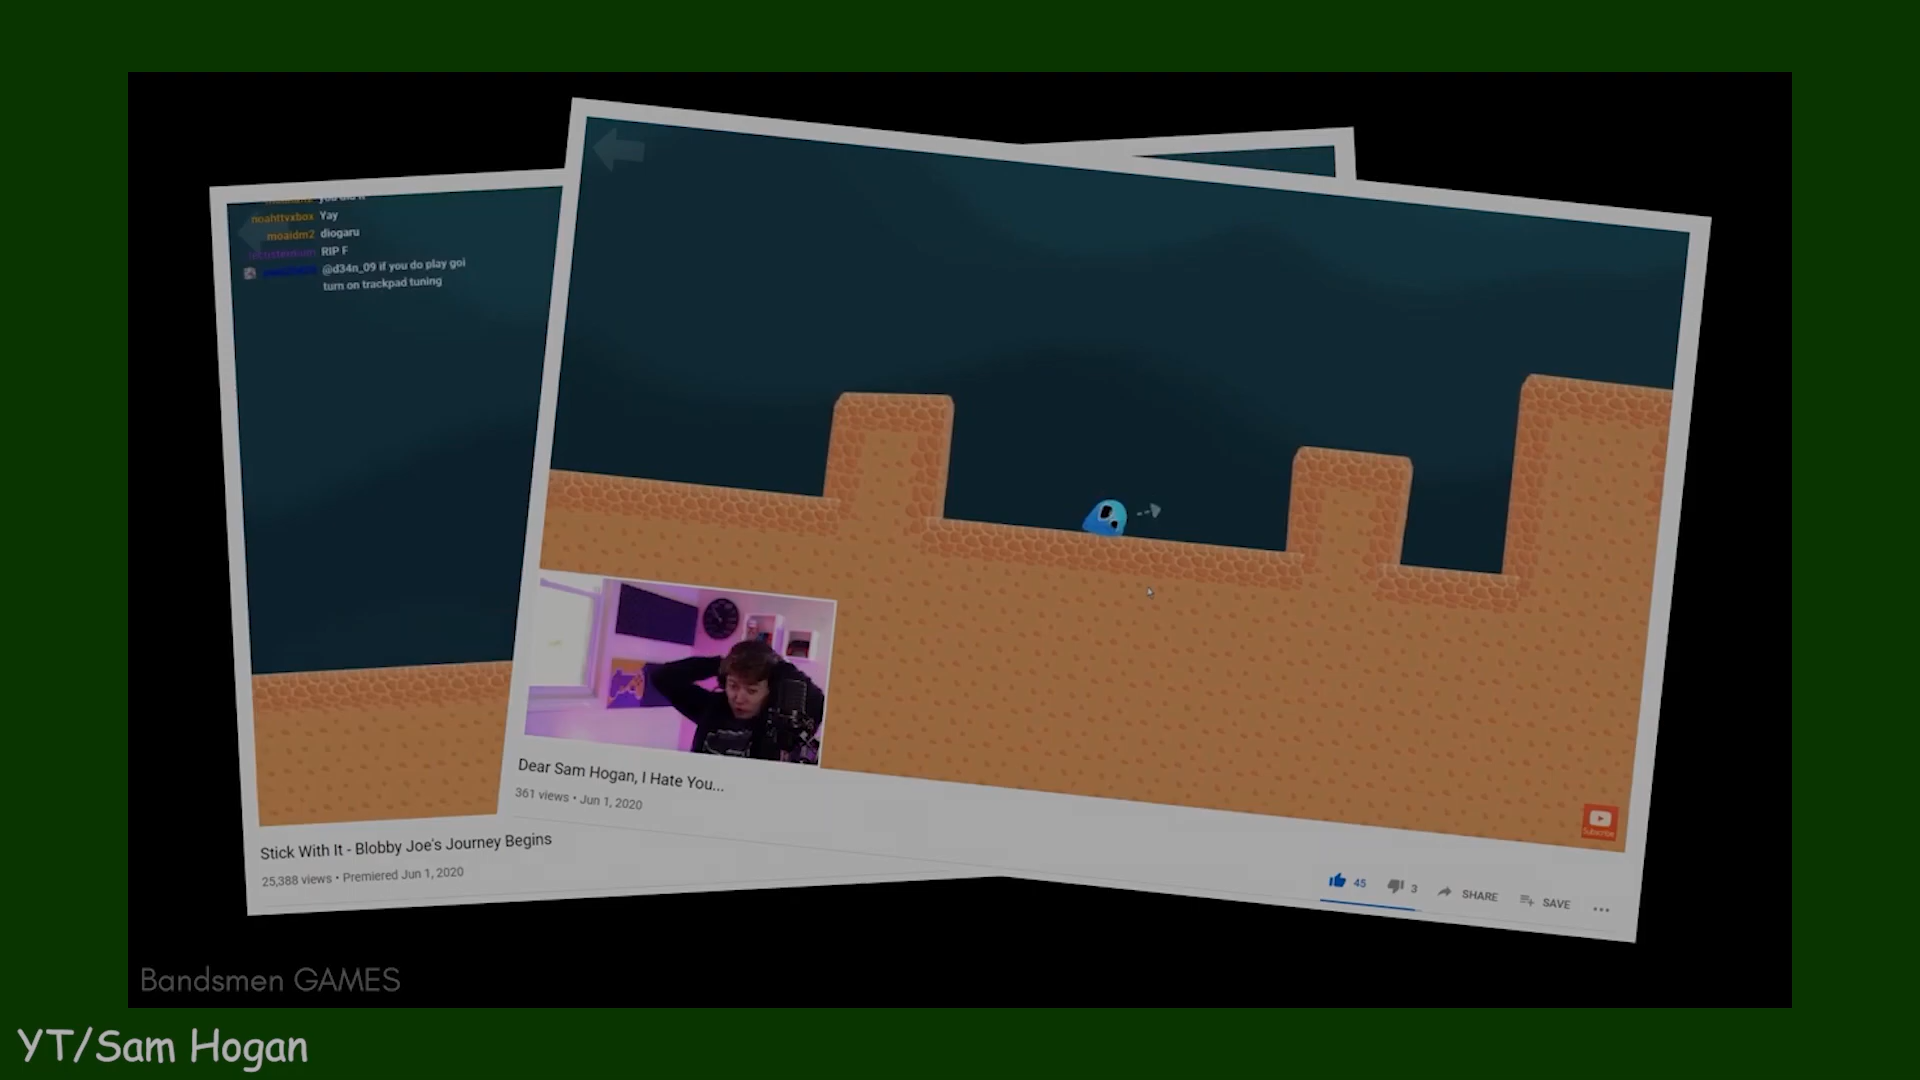 noahttvxbox Yay
moaidm2 diogaru
RIP F
@d34n_09 if you do play goi
turn on trackpad tuning
Dear Sam Hogan, I Hate You...
361 views • Jun 1, 2020
Subscribe
45 3 SHARE SAVE
Stick With It - Blobby Joe's Journey Begins
25,388 views • Premiered Jun 1, 2020
Bandsmen GAMES
YT/Sam Hogan